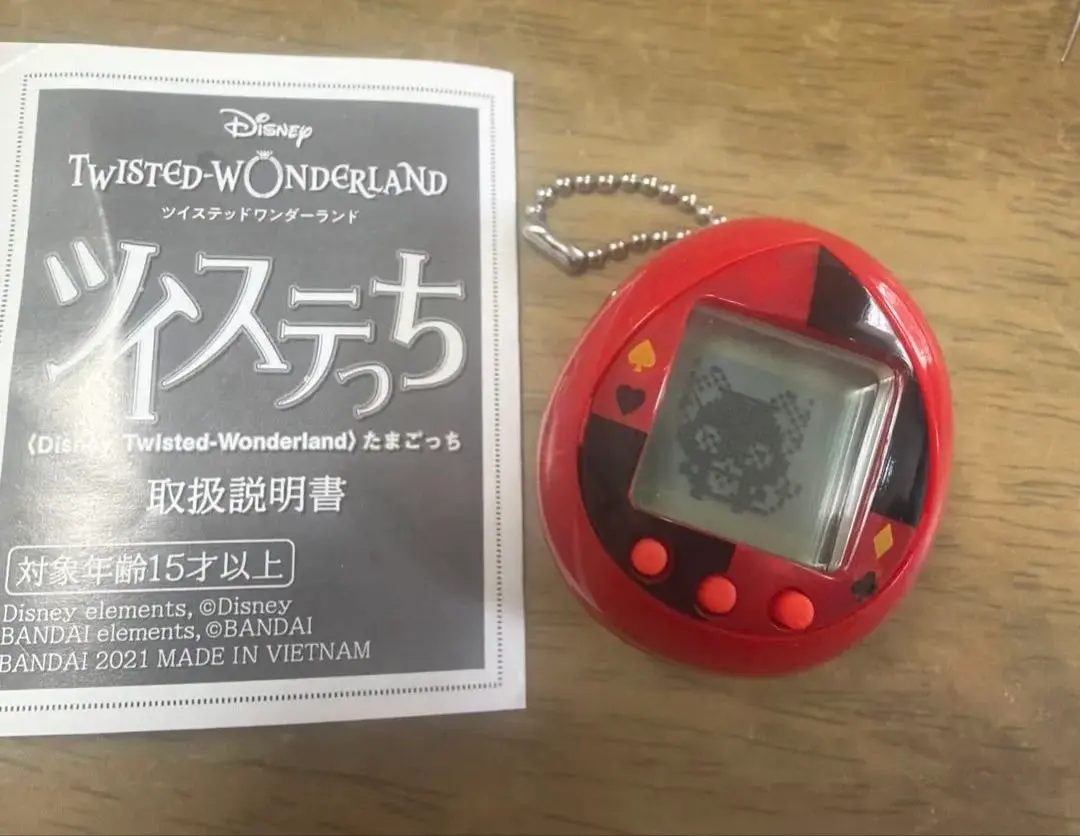 Disney
TWISTED-WONDERLAND
ツイステッドワンダーランド
ツイステっち
〈Disney Twisted-Wonderland〉たまごっち
取扱説明書
対象年齢15才以上
Disney elements, ©Disney
BANDAI elements, ©BANDAI
BANDAI 2021 MADE IN VIETNAM